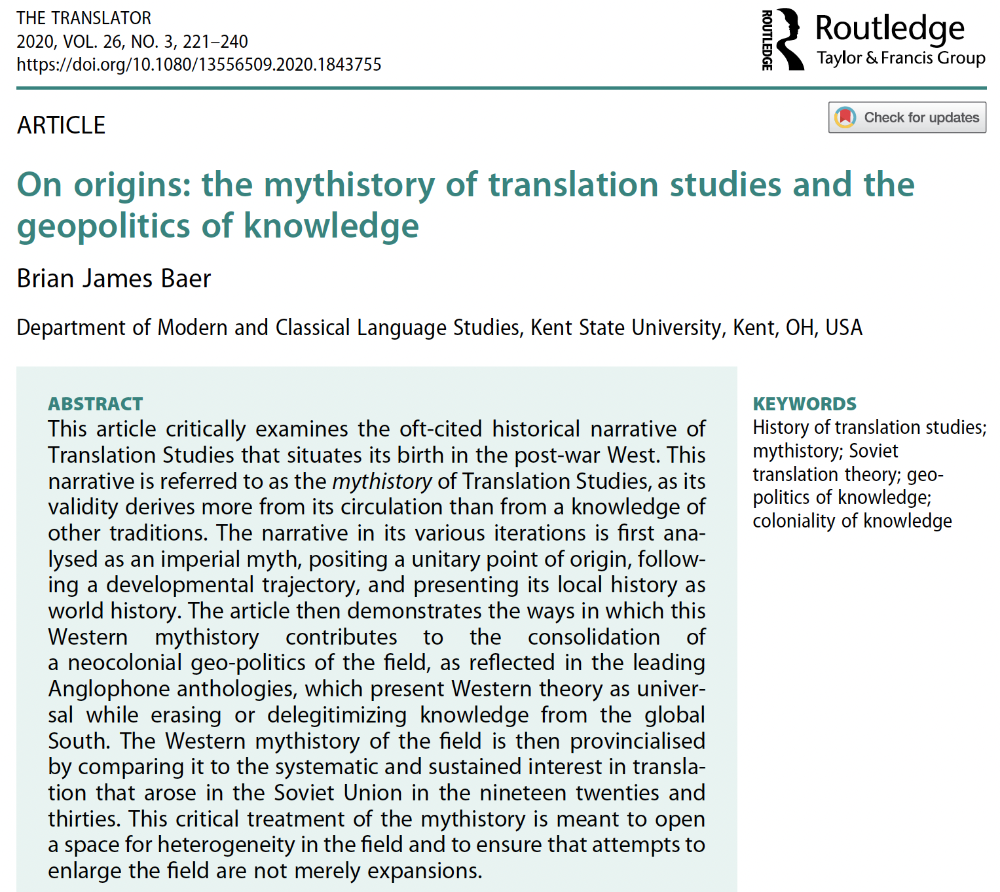 THE TRANSLATOR
2020, VOL. 26, NO. 3, 221–240
https://doi.org/10.1080/13556509.2020.1843755
ROUTLEDGE
Routledge
Taylor & Francis Group
ARTICLE
Check for updates
On origins: the mythistory of translation studies and the
geopolitics of knowledge
Brian James Baer
Department of Modern and Classical Language Studies, Kent State University, Kent, OH, USA
ABSTRACT
This article critically examines the oft-cited historical narrative of
Translation Studies that situates its birth in the post-war West. This
narrative is referred to as the mythistory of Translation Studies, as its
validity derives more from its circulation than from a knowledge of
other traditions. The narrative in its various iterations is first ana-
lysed as an imperial myth, positing a unitary point of origin, follow-
ing a developmental trajectory, and presenting its local history as
world history. The article then demonstrates the ways in which this
Western mythistory contributes to the consolidation of
a neocolonial geo-politics of the field, as reflected in the leading
Anglophone anthologies, which present Western theory as univer-
sal while erasing or delegitimizing knowledge from the global
South. The Western mythistory of the field is then provincialised
by comparing it to the systematic and sustained interest in transla-
tion that arose in the Soviet Union in the nineteen twenties and
thirties. This critical treatment of the mythistory is meant to open
a space for heterogeneity in the field and to ensure that attempts to
enlarge the field are not merely expansions.
KEYWORDS
History of translation studies;
mythistory; Soviet
translation theory; geo-
politics of knowledge;
coloniality of knowledge